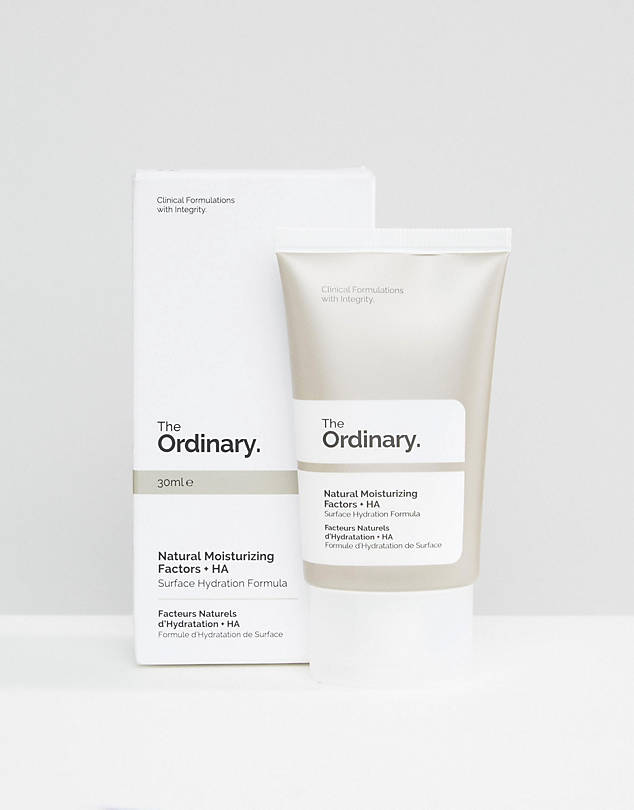 Clinical Formulations
with Integrity.
The
Ordinary.
30ml e
Natural Moisturizing
Factors + HA
Surface Hydration Formula
Facteurs Naturels
d'Hydratation + HA
Formule d'Hydratation de Surface
Clinical Formulations
with Integrity.
The
Ordinary.
Natural Moisturizing
Factors + HA
Surface Hydration Formula
Facteurs Naturels
d'Hydratation + HA
Formule d'Hydratation de Surface